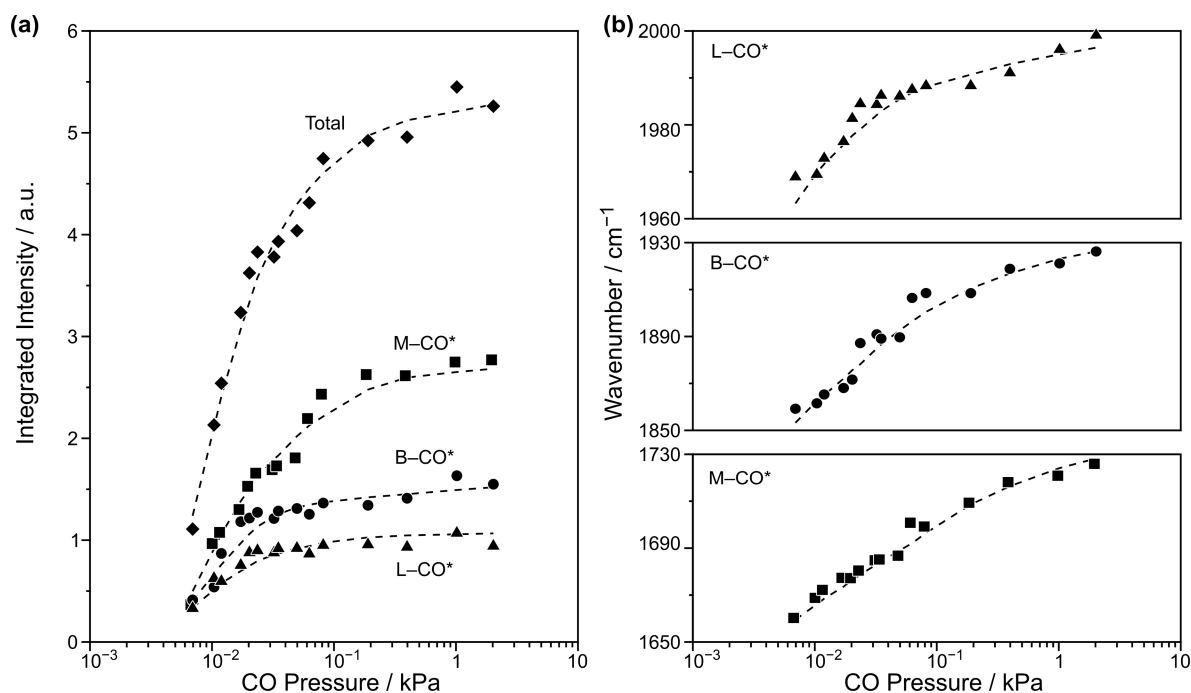 (a)
6
5
4
3
2
1
0
Integrated Intensity / a.u.
Total
M–CO*
B–CO*
L–CO*
10⁻³
10⁻²
10⁻¹
1
10
CO Pressure / kPa
(b)
2000
1980
1960
L–CO*
1930
1890
1850
B–CO*
1730
1690
1650
M–CO*
Wavenumber / cm⁻¹
10⁻³
10⁻²
10⁻¹
1
10
CO Pressure / kPa